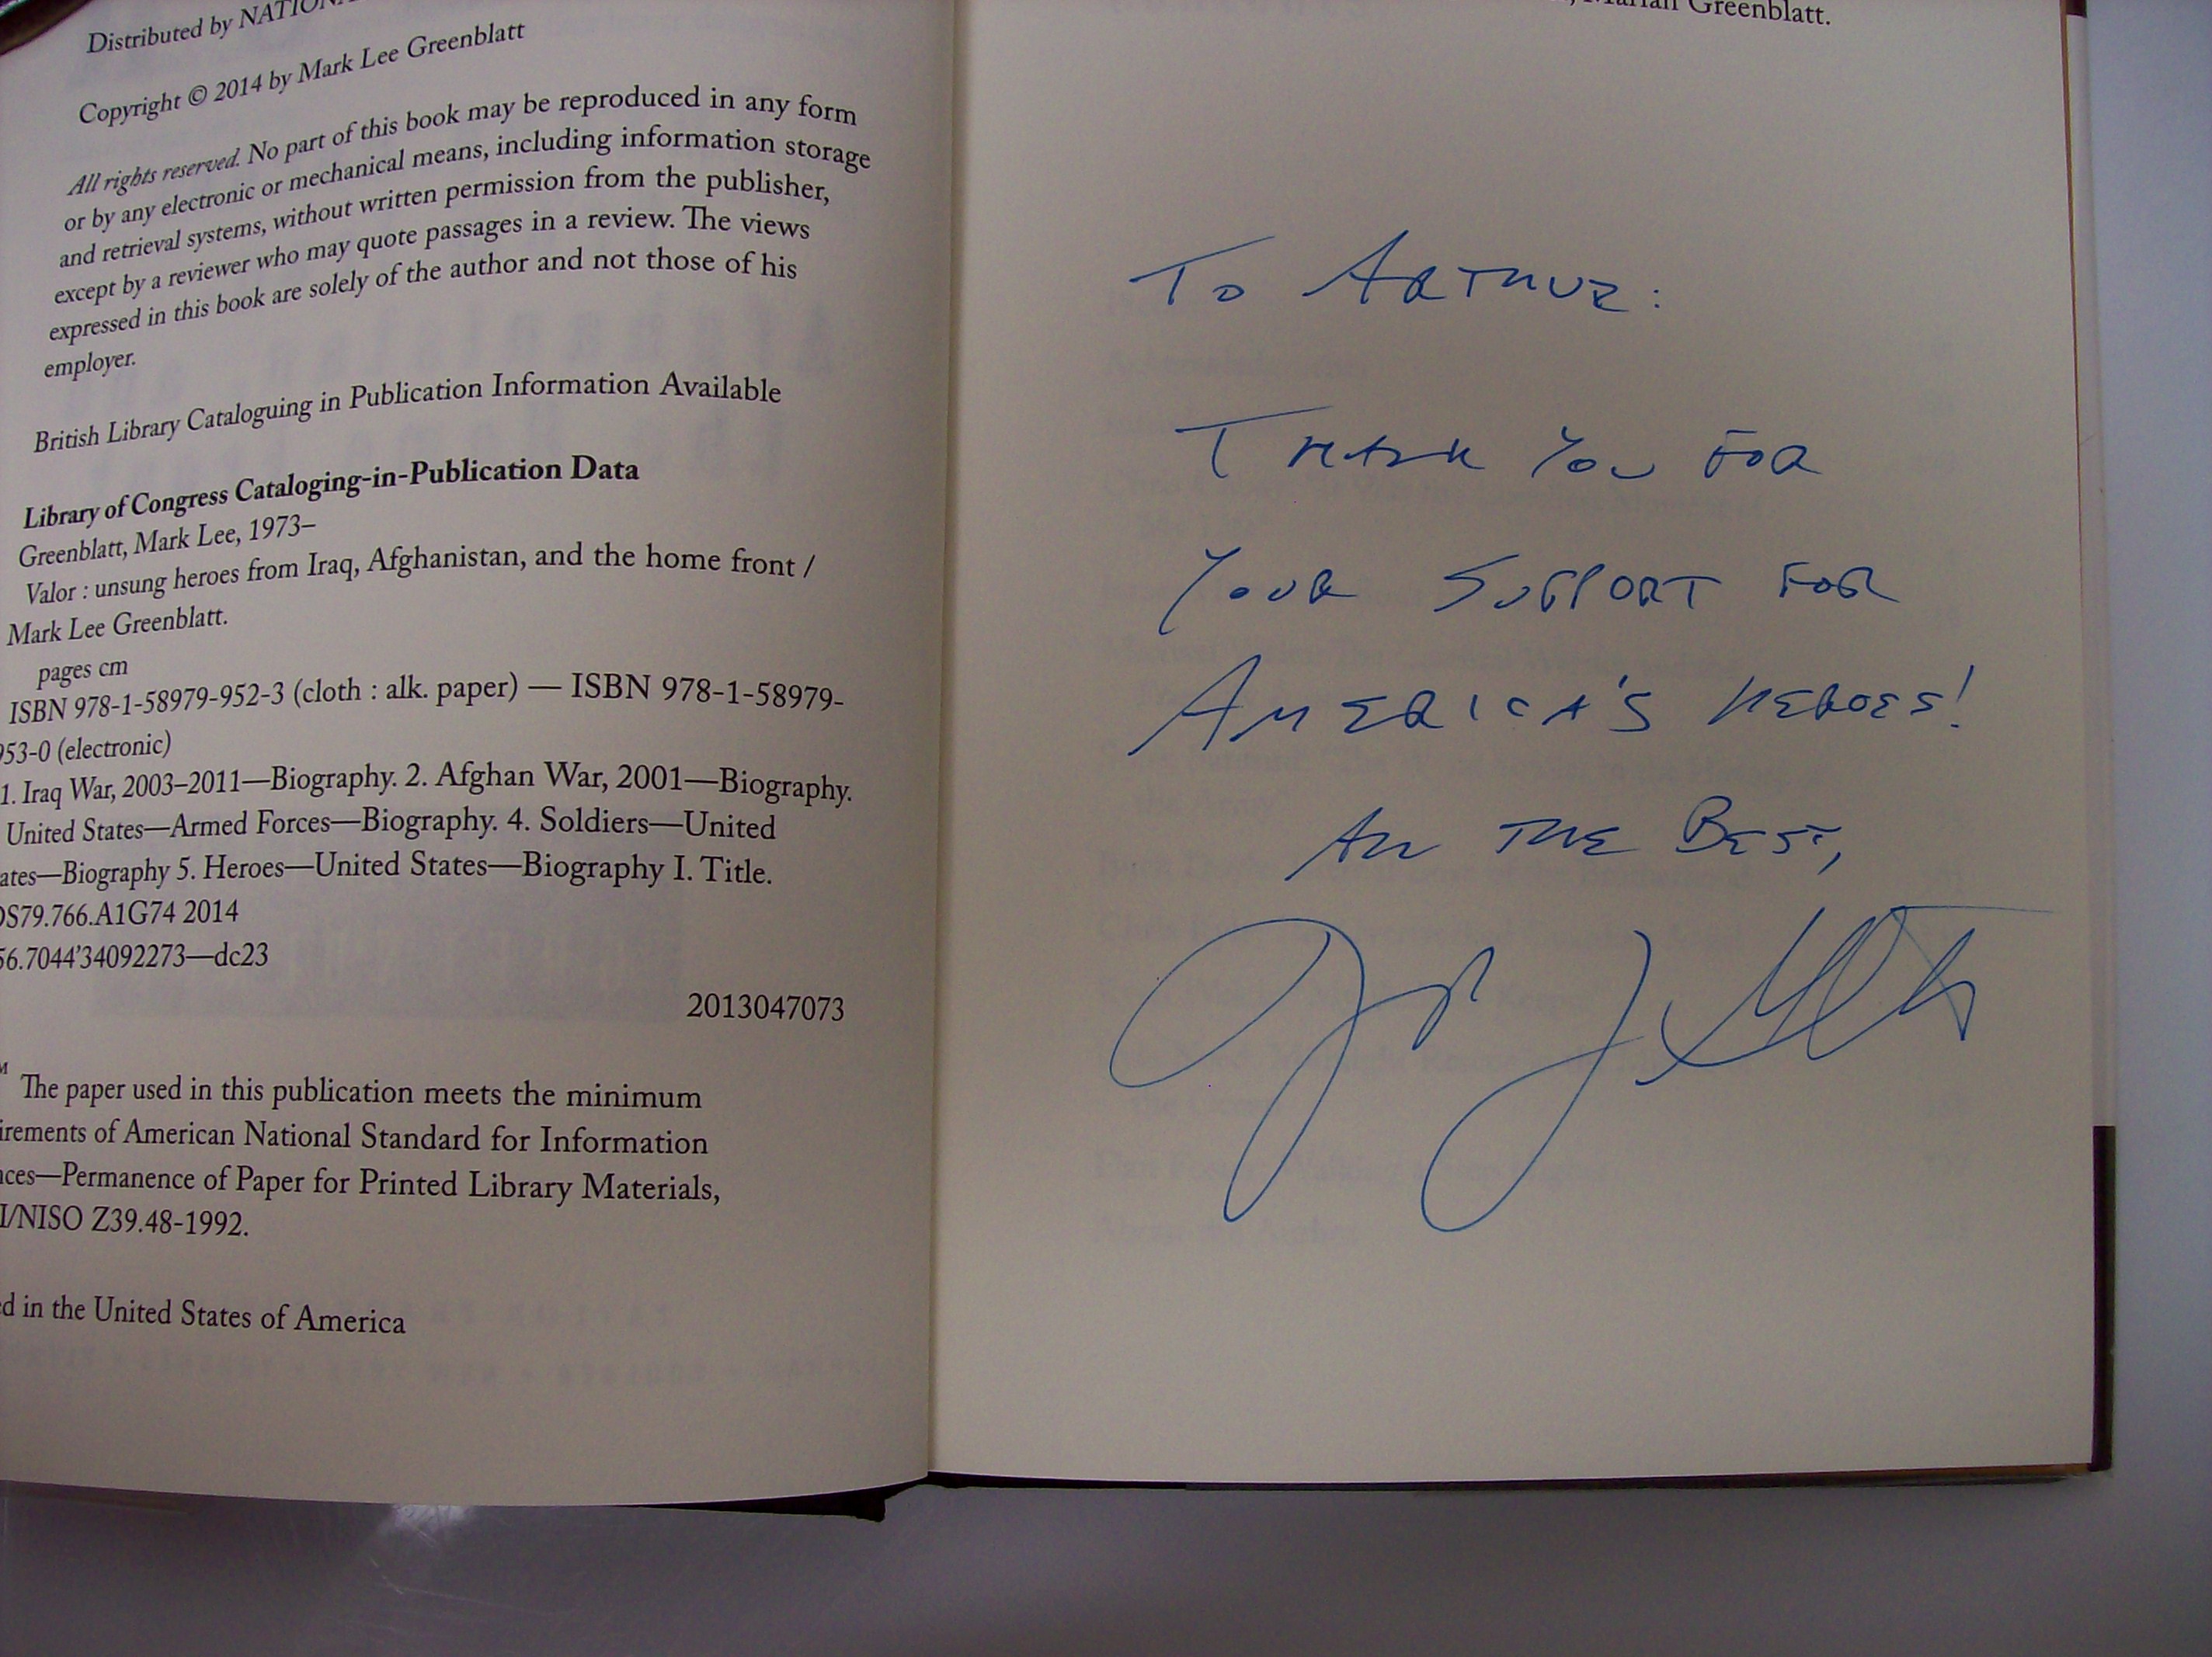 Distributed by
Copyright © 2014 by Mark Lee Greenblatt
All rights reserved. No part of this book may be reproduced in any form
or by any electronic or mechanical means, including information storage
and retrieval systems, without written permission from the publisher,
except by a reviewer who may quote passages in a review. The views
expressed in this book are solely of the author and not those of his
employer.
British Library Cataloguing in Publication Information Available
Library of Congress Cataloging-in-Publication Data
Greenblatt, Mark Lee, 1973–
Valor : unsung heroes from Iraq, Afghanistan, and the home front /
Mark Lee Greenblatt.
pages cm
ISBN 978-1-58979-952-3 (cloth : alk. paper) — ISBN 978-1-58979-
953-0 (electronic)
1. Iraq War, 2003–2011—Biography. 2. Afghan War, 2001—Biography.
United States—Armed Forces—Biography. 4. Soldiers—United
ates—Biography 5. Heroes—United States—Biography I. Title.
DS79.766.A1G74 2014
56.7044'34092273—dc23
2013047073
The paper used in this publication meets the minimum
irements of American National Standard for Information
nces—Permanence of Paper for Printed Library Materials,
I/NISO Z39.48-1992.
d in the United States of America
Greenblatt.
TO ARTHUR:
THANK YOU FOR
YOUR SUPPORT FOR
AMERICA'S HEROES!
ALL THE BEST,